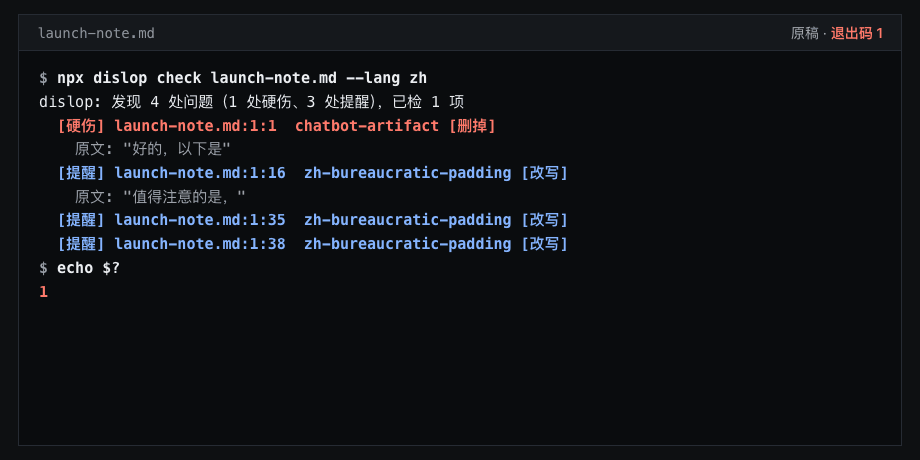 launch-note.md
原稿 · 退出码 1
$ npx dislop check launch-note.md --lang zh
dislop: 发现 4 处问题（1 处硬伤、3 处提醒），已检 1 项
[硬伤] launch-note.md:1:1  chatbot-artifact [删掉]
原文: "好的，以下是"
[提醒] launch-note.md:1:16  zh-bureaucratic-padding [改写]
原文: "值得注意的是，"
[提醒] launch-note.md:1:35  zh-bureaucratic-padding [改写]
[提醒] launch-note.md:1:38  zh-bureaucratic-padding [改写]
$ echo $?
1